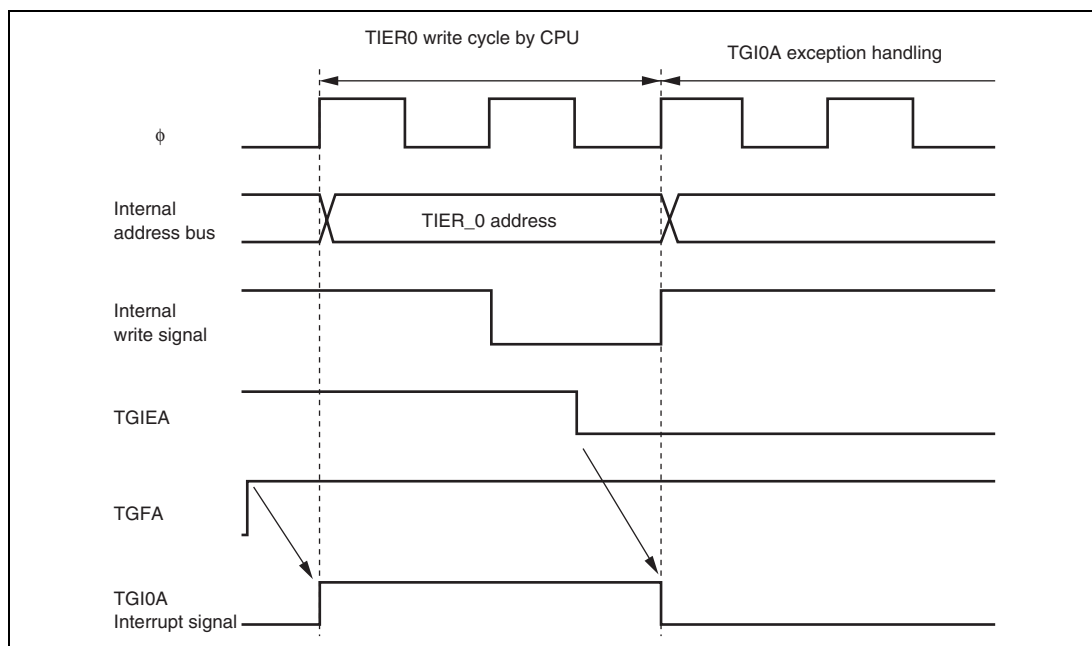 TIER0 write cycle by CPU
TGI0A exception handling
ϕ
Internal
address bus
TIER_0 address
Internal
write signal
TGIEA
TGFA
TGI0A
Interrupt signal